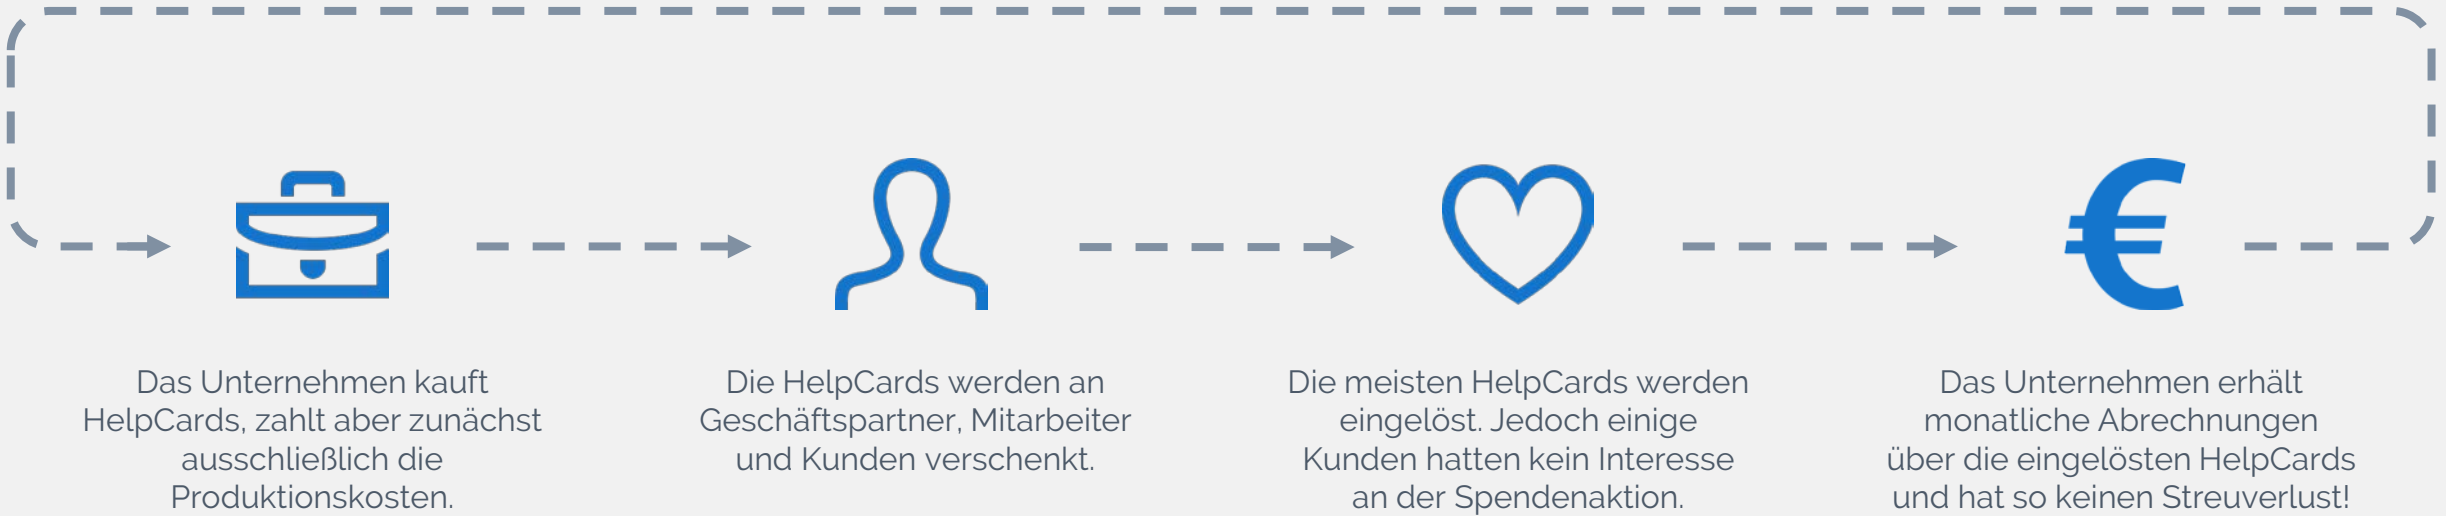 Das Unternehmen kauft
HelpCards, zahlt aber zunächst
ausschließlich die
Produktionskosten.
Die HelpCards werden an
Geschäftspartner, Mitarbeiter
und Kunden verschenkt.
Die meisten HelpCards werden
eingelöst. Jedoch einige
Kunden hatten kein Interesse
an der Spendenaktion.
Das Unternehmen erhält
monatliche Abrechnungen
über die eingelösten HelpCards
und hat so keinen Streuverlust!